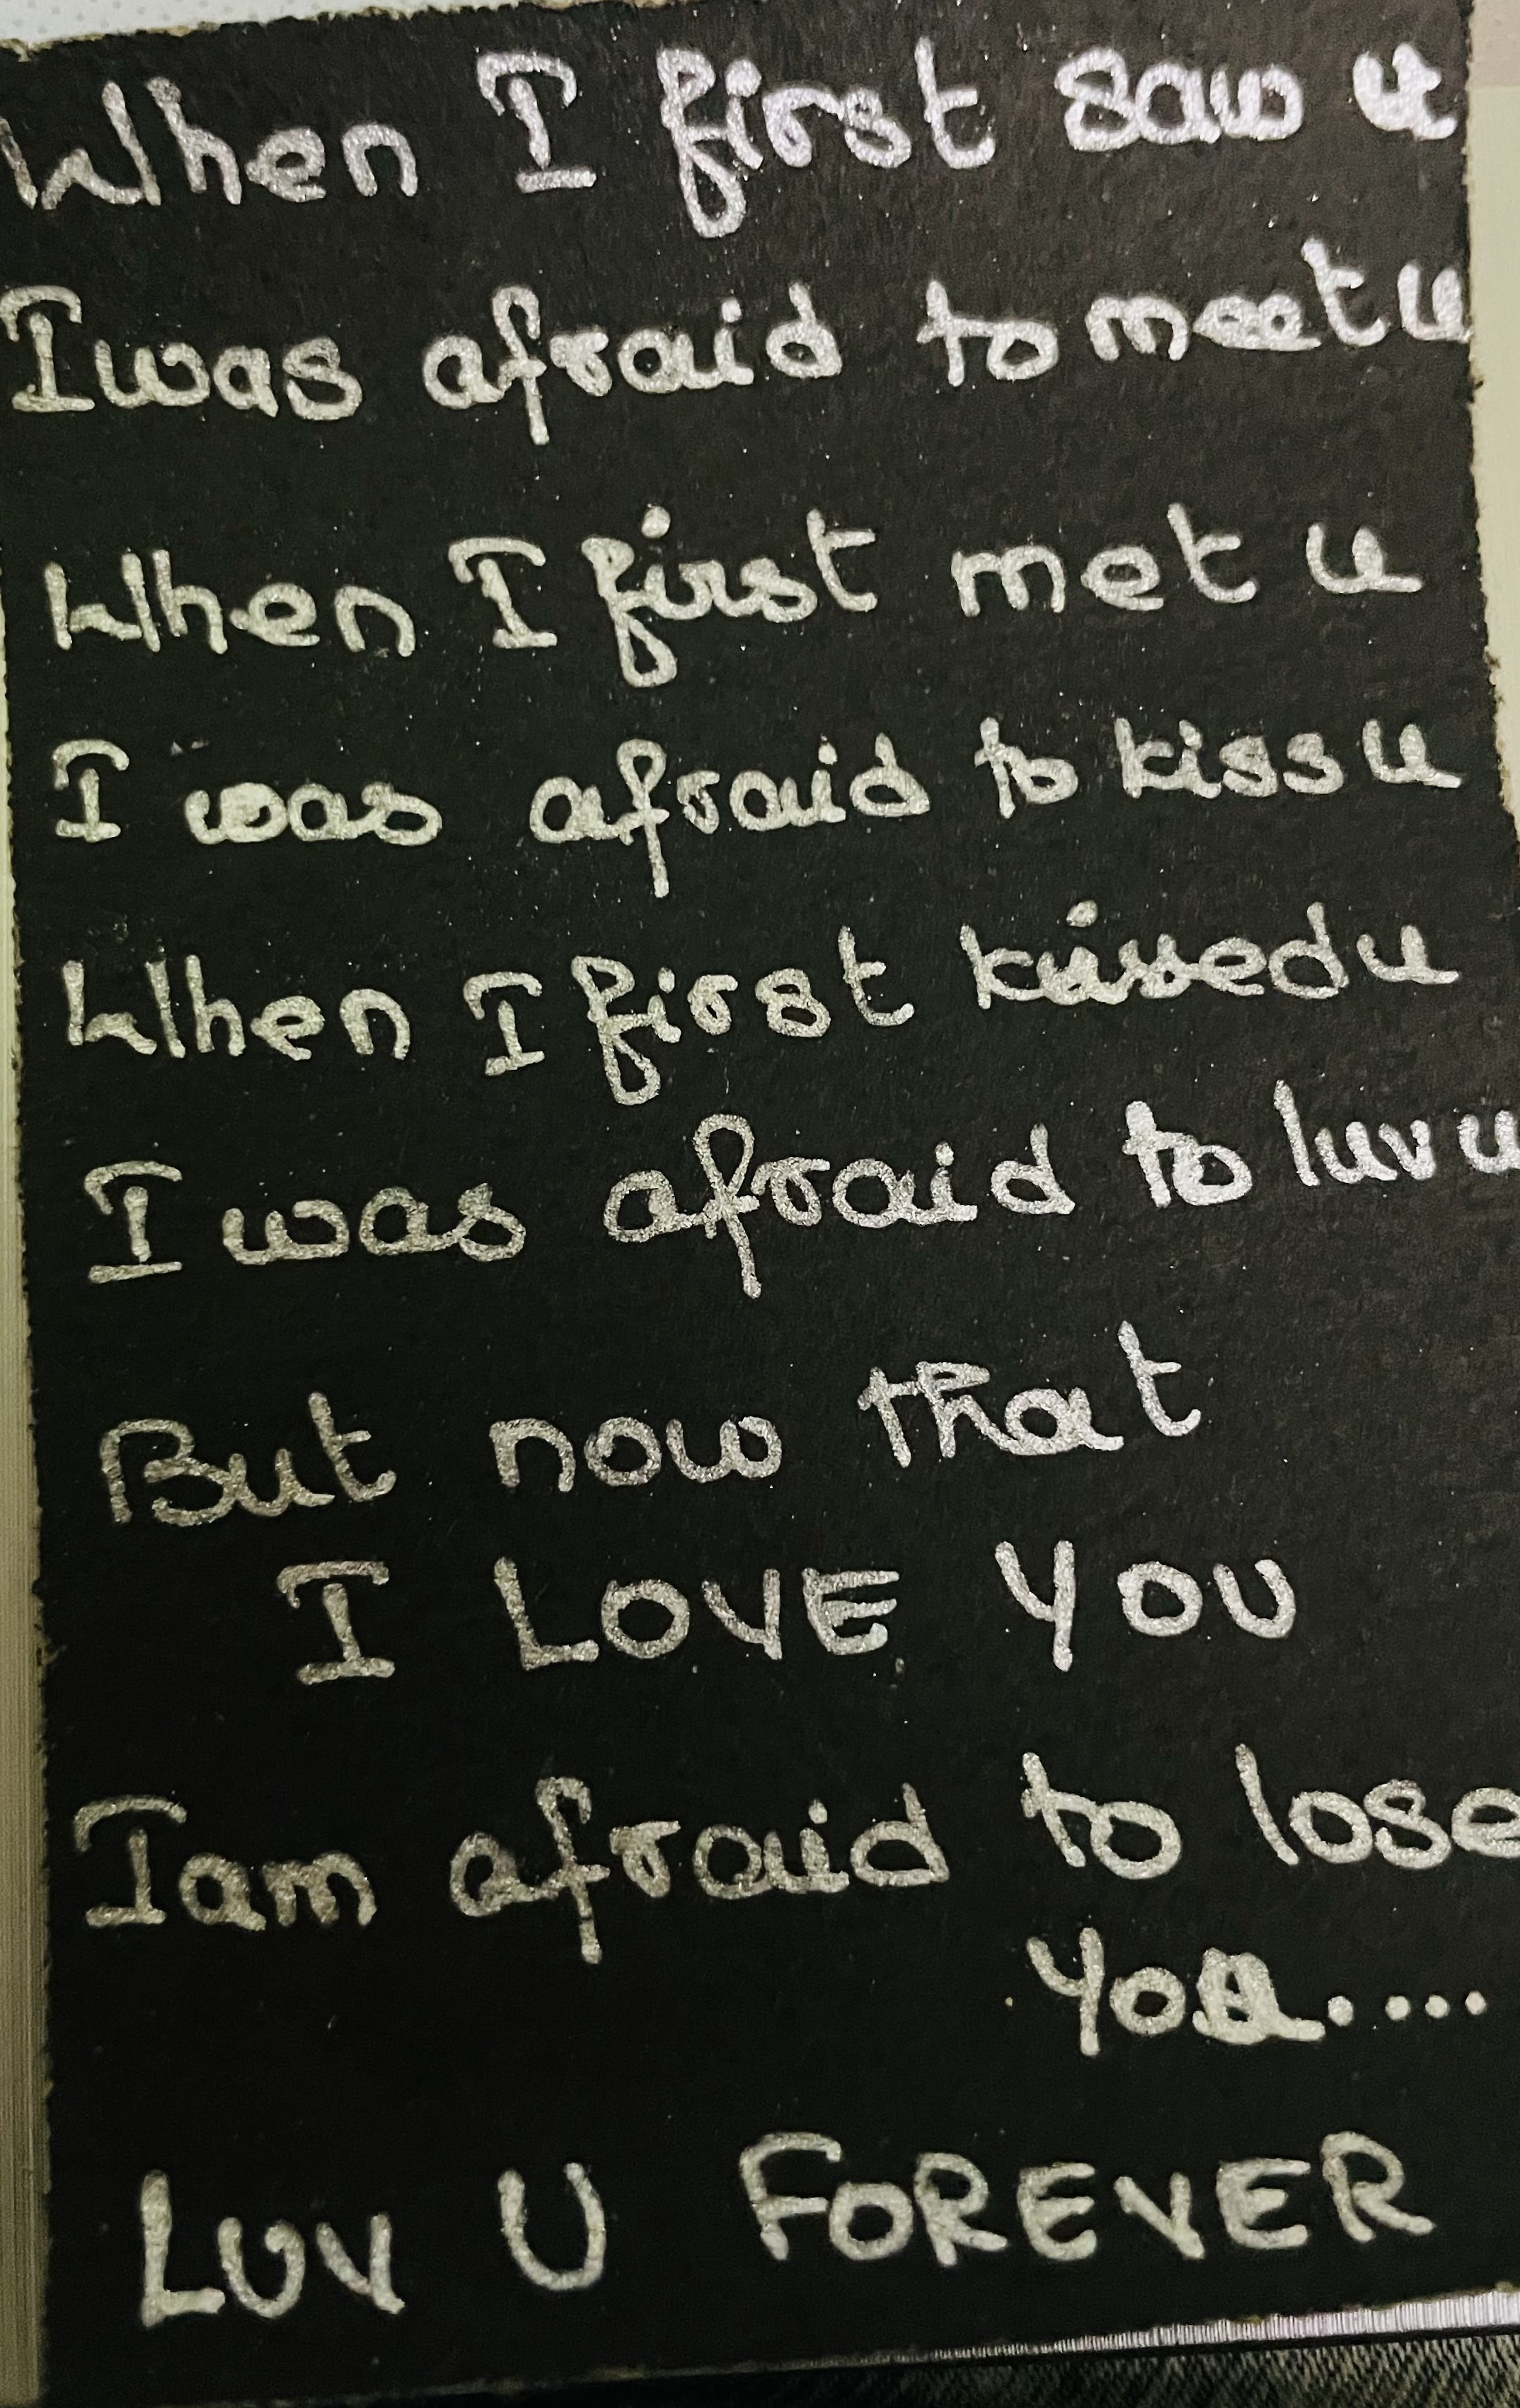 When I first saw u
I was afraid to meet u
When I first met u
I was afraid to kiss u
When I first kissed u
I was afraid to luv u
But now that
I LOVE YOU
I am afraid to lose
you....
LUV U FOREVER